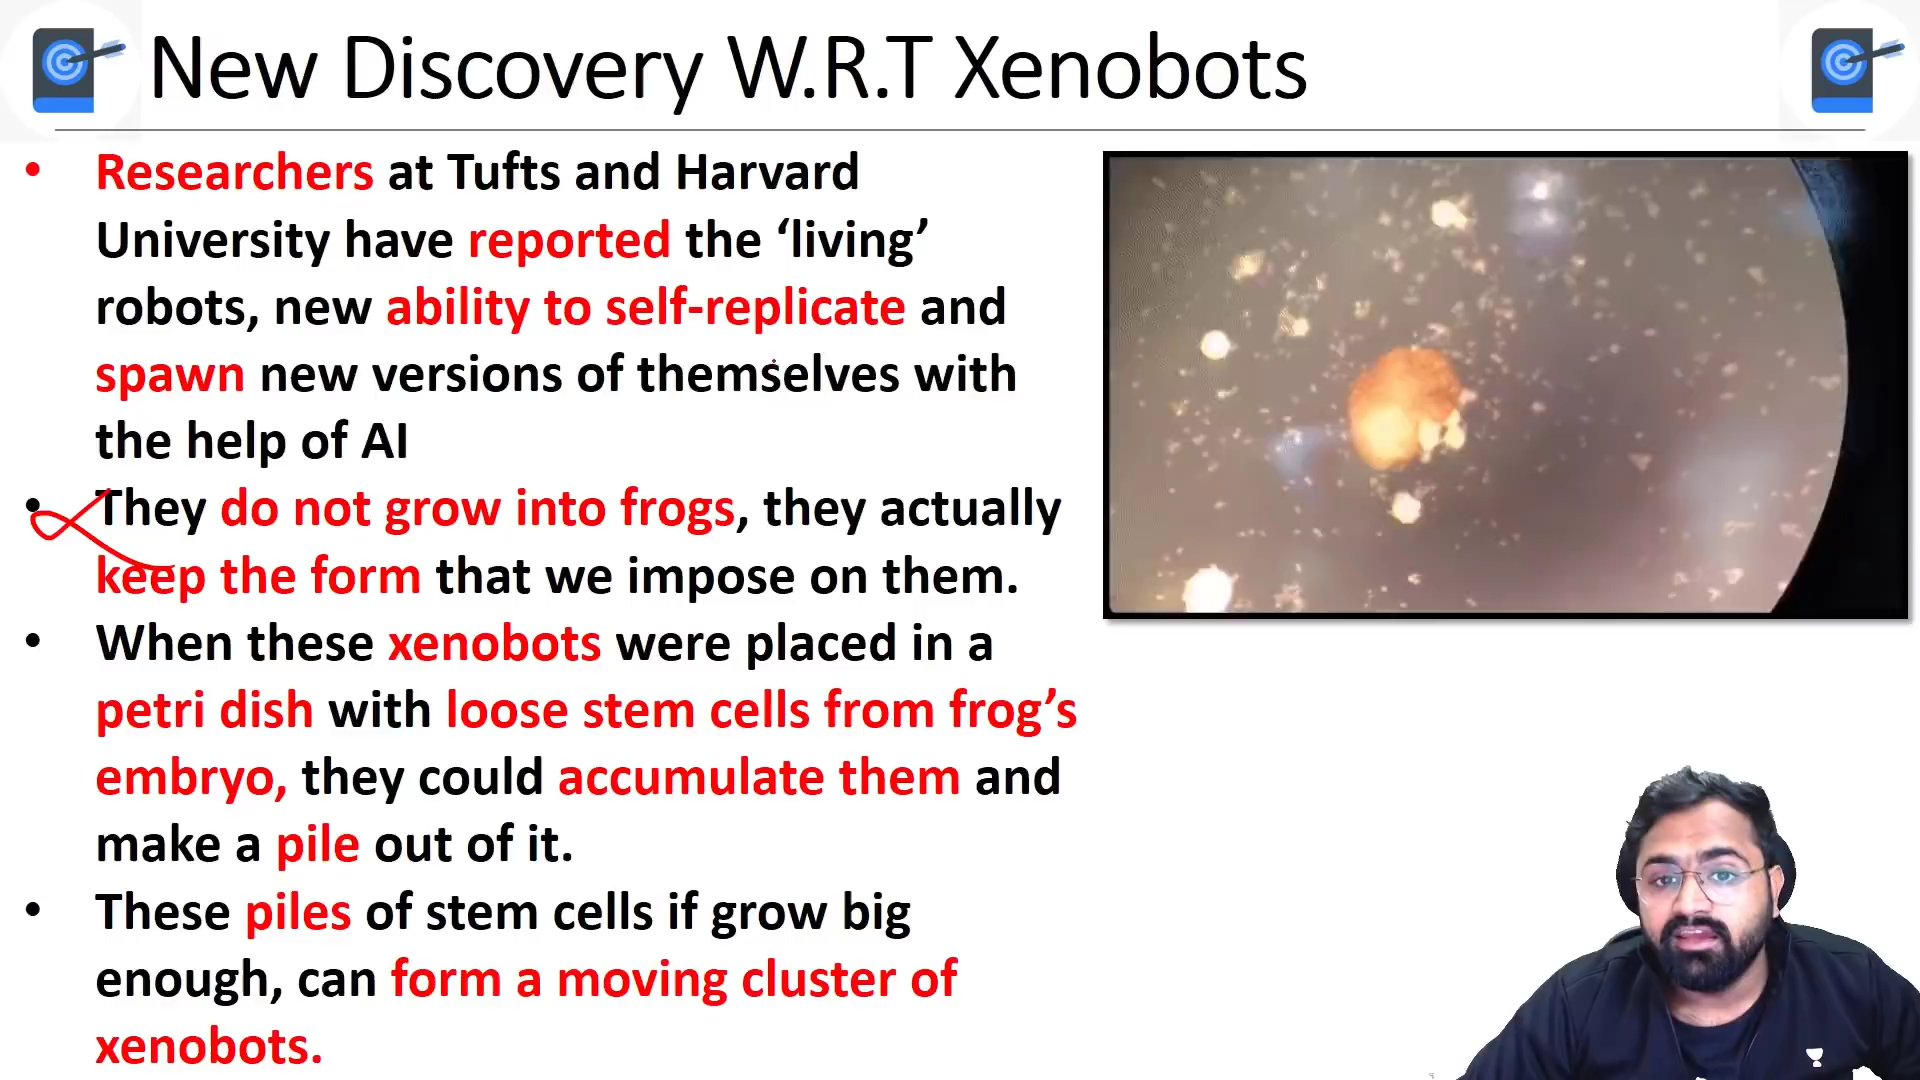 New Discovery W.R.T Xenobots
• Researchers at Tufts and Harvard
University have reported the ‘living’
robots, new ability to self-replicate and
spawn new versions of themselves with
the help of AI
• They do not grow into frogs, they actually
keep the form that we impose on them.
• When these xenobots were placed in a
petri dish with loose stem cells from frog’s
embryo, they could accumulate them and
make a pile out of it.
• These piles of stem cells if grow big
enough, can form a moving cluster of
xenobots.